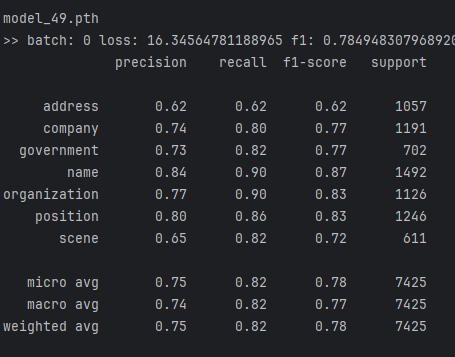 model_49.pth
>> batch: 0 loss: 16.34564781188965 f1: 0.784948307968920
precision recall f1-score support
address 0.62 0.62 0.62 1057
company 0.74 0.80 0.77 1191
government 0.73 0.82 0.77 702
name 0.84 0.90 0.87 1492
organization 0.77 0.90 0.83 1126
position 0.80 0.86 0.83 1246
scene 0.65 0.82 0.72 611
micro avg 0.75 0.82 0.78 7425
macro avg 0.74 0.82 0.77 7425
weighted avg 0.75 0.82 0.78 7425